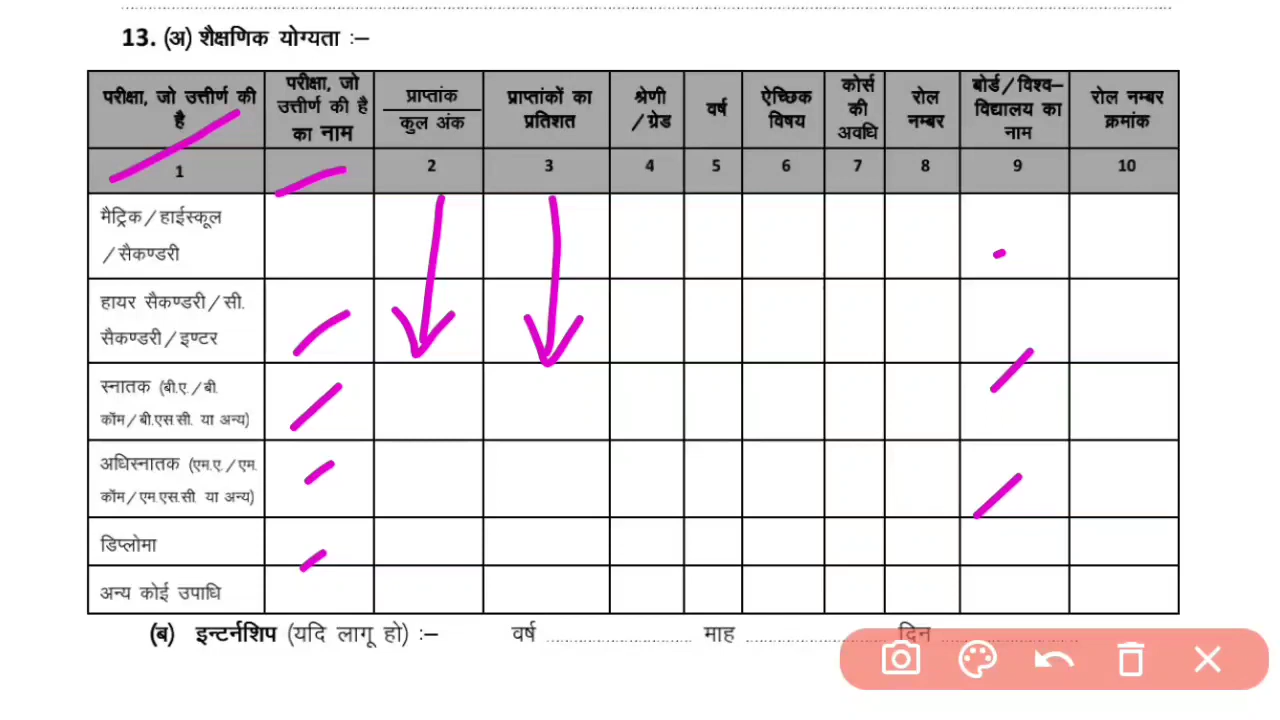 13. (अ) शैक्षणिक योग्यता :–
परीक्षा, जो उत्तीर्ण की है
परीक्षा, जो उत्तीर्ण की है का नाम
प्राप्तांक
कुल अंक
प्राप्तांकों का प्रतिशत
श्रेणी / ग्रेड
वर्ष
ऐच्छिक विषय
कोर्स की अवधि
रोल नम्बर
बोर्ड / विश्व– विद्यालय का नाम
रोल नम्बर क्रमांक
1 2 3 4 5 6 7 8 9 10
मैट्रिक / हाईस्कूल
/ सैकण्डरी
हायर सैकण्डरी / सी.
सैकण्डरी / इण्टर
स्नातक (बी.ए. / बी.
कॉम / बी.एस.सी. या अन्य)
अधिस्नातक (एम.ए. / एम.
कॉम / एम.एस.सी. या अन्य)
डिप्लोमा
अन्य कोई उपाधि
(ब) इन्टर्नशिप (यदि लागू हो) :– वर्ष ........................ माह ........................ दिन ........................